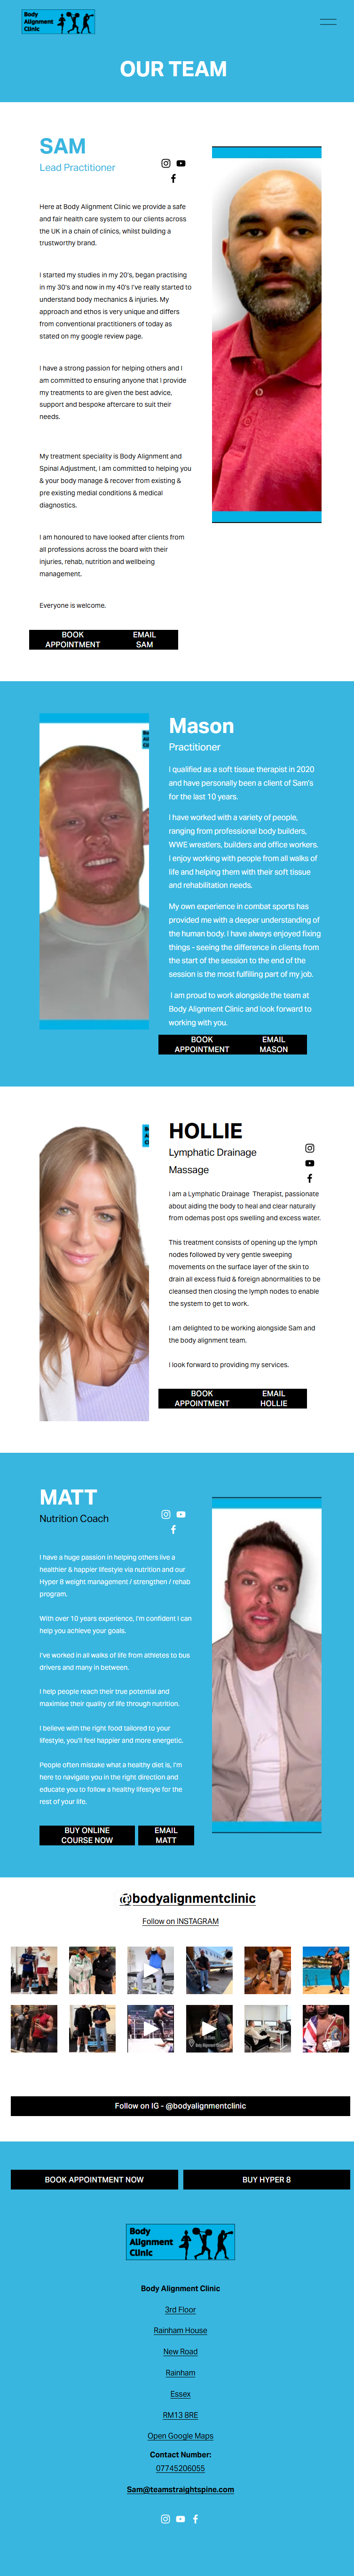 Body
Alignment
Clinic
OUR TEAM
SAM
Lead Practitioner
Here at Body Alignment Clinic we provide a safe
and fair health care system to our clients across
the UK in a chain of clinics, whilst building a
trustworthy brand.
I started my studies in my 20's, began practising
in my 30's and now in my 40's I've really started to
understand body mechanics & injuries. My
approach and ethos is very unique and differs
from conventional practitioners of today as
stated on my google review page.
I have a strong passion for helping others and I
am committed to ensuring anyone that I provide
my treatments to are given the best advice,
support and bespoke aftercare to suit their
needs.
My treatment speciality is Body Alignment and
Spinal Adjustment, I am committed to helping you
& your body manage & recover from existing &
pre existing medial conditions & medical
diagnostics.
I am honoured to have looked after clients from
all professions across the board with their
injuries, rehab, nutrition and wellbeing
management.
Everyone is welcome.
BOOK
APPOINTMENT
EMAIL
SAM
Mason
Practitioner
I qualified as a soft tissue therapist in 2020
and have personally been a client of Sam's
for the last 10 years.
I have worked with a variety of people,
ranging from professional body builders,
WWE wrestlers, builders and office workers.
I enjoy working with people from all walks of
life and helping them with their soft tissue
and rehabilitation needs.
My own experience in combat sports has
provided me with a deeper understanding of
the human body. I have always enjoyed fixing
things - seeing the difference in clients from
the start of the session to the end of the
session is the most fulfilling part of my job.
I am proud to work alongside the team at
Body Alignment Clinic and look forward to
working with you.
BOOK
APPOINTMENT
EMAIL
MASON
HOLLIE
Lymphatic Drainage
Massage
I am a Lymphatic Drainage Therapist, passionate
about aiding the body to heal and clear naturally
from odemas post ops swelling and excess water.
This treatment consists of opening up the lymph
nodes followed by very gentle sweeping
movements on the surface layer of the skin to
drain all excess fluid & foreign abnormalities to be
cleansed then closing the lymph nodes to enable
the system to get to work.
I am delighted to be working alongside Sam and
the body alignment team.
I look forward to providing my services.
BOOK
APPOINTMENT
EMAIL
HOLLIE
MATT
Nutrition Coach
I have a huge passion in helping others live a
healthier & happier lifestyle via nutrition and our
Hyper 8 weight management / strengthen / rehab
program.
With over 10 years experience, I'm confident I can
help you achieve your goals.
I've worked in all walks of life from athletes to bus
drivers and many in between.
I help people reach their true potential and
maximise their quality of life through nutrition.
I believe with the right food tailored to your
lifestyle, you'll feel happier and more energetic.
People often mistake what a healthy diet is, I'm
here to navigate you in the right direction and
educate you to follow a healthy lifestyle for the
rest of your life.
BUY ONLINE
COURSE NOW
EMAIL
MATT
@bodyalignmentclinic
Follow on INSTAGRAM
Follow on IG - @bodyalignmentclinic
BOOK APPOINTMENT NOW
BUY HYPER 8
Body
Alignment
Clinic
Body Alignment Clinic
3rd Floor
Rainham House
New Road
Rainham
Essex
RM13 8RE
Open Google Maps
Contact Number:
07745206055
Sam@teamstraightspine.com